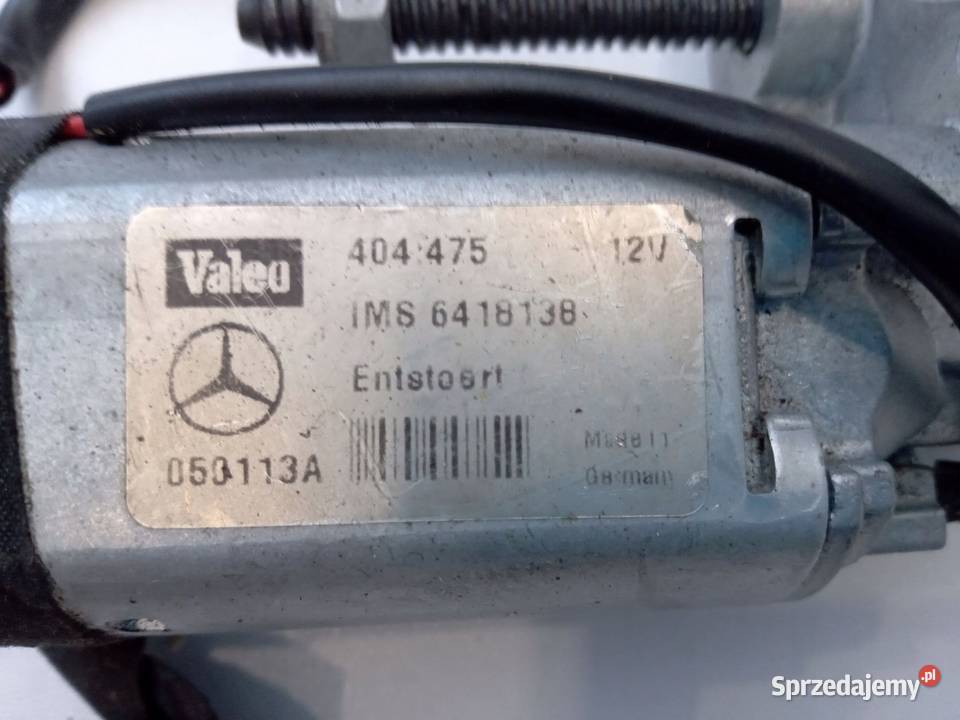 Valeo
404 475 12V
IMS 6418138
Entstoert
050113A
Germany
Sprzedajemy.pl